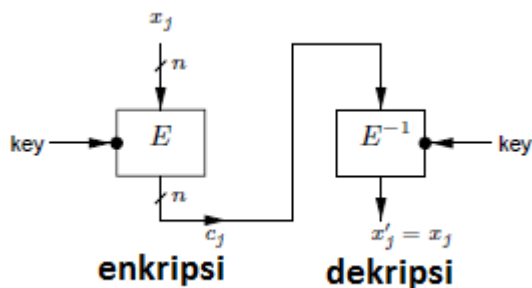 x_j
n
key
E
E^{-1}
key
n
c_j
x'_j = x_j
enkripsi
dekripsi